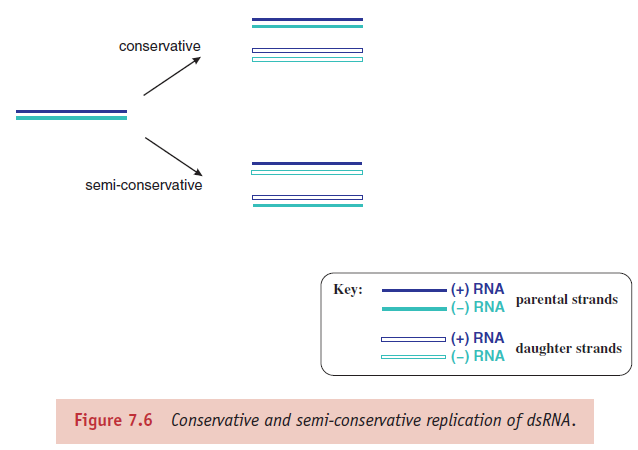 conservative
semi-conservative
Key:
(+) RNA
(–) RNA
parental strands
(+) RNA
(–) RNA
daughter strands
Figure 7.6 Conservative and semi-conservative replication of dsRNA.